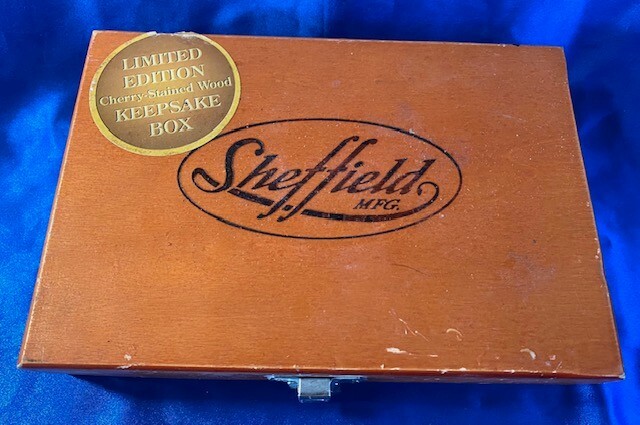 LIMITED
EDITION
Cherry-Stained Wood
KEEPSAKE
BOX
Sheffield
MFG.